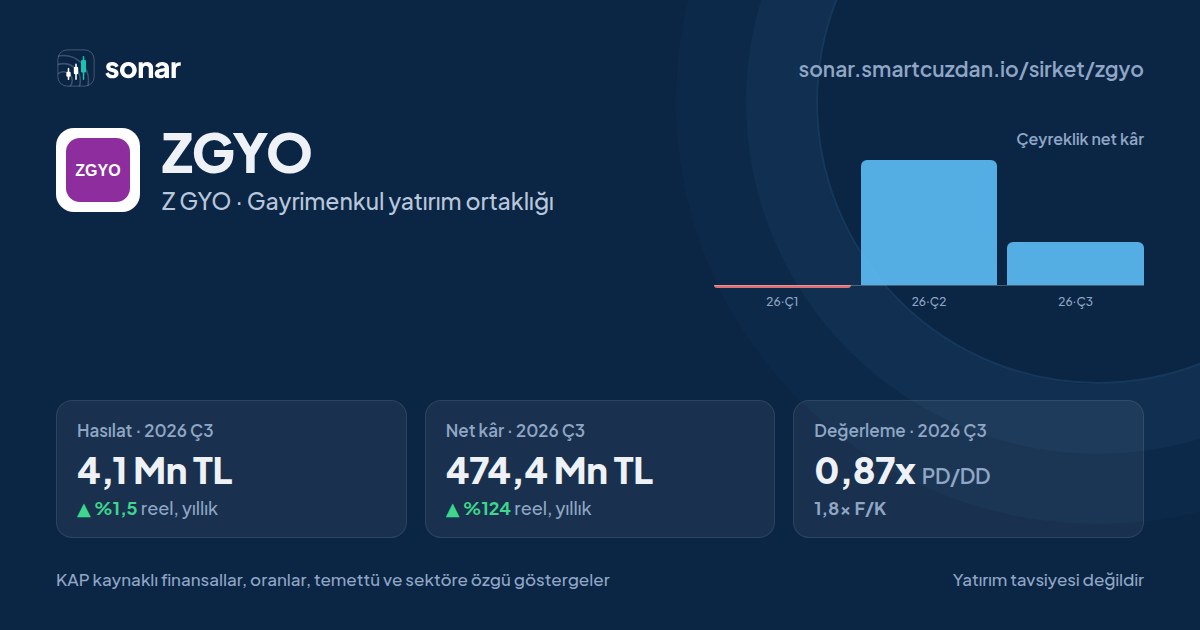 sonar
sonar.smartcuzdan.io/sirket/zgyo
ZGYO
ZGYO
Z GYO · Gayrimenkul yatırım ortaklığı
Çeyreklik net kâr
26·Ç1
26·Ç2
26·Ç3
Hasılat · 2026 Ç3
4,1 Mn TL
▲ %1,5 reel, yıllık
Net kâr · 2026 Ç3
474,4 Mn TL
▲ %124 reel, yıllık
Değerleme · 2026 Ç3
0,87x PD/DD
1,8× F/K
KAP kaynaklı finansallar, oranlar, temettü ve sektöre özgü göstergeler
Yatırım tavsiyesi değildir